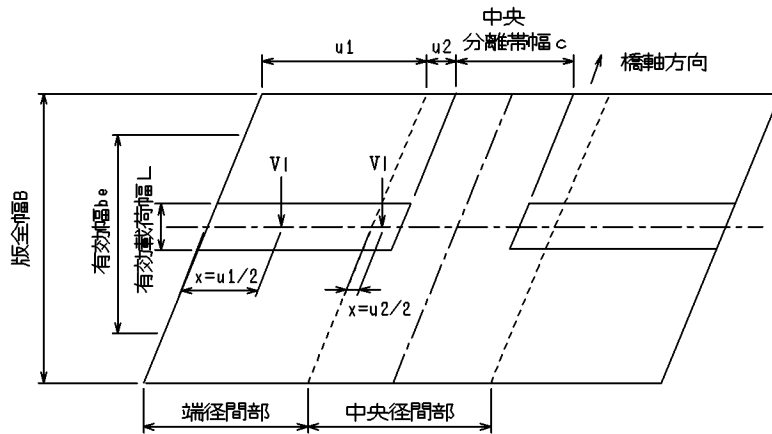 中央
分離帯幅c
u1
u2
橋軸方向
Vl
Vl
版全幅B
有効幅be
有効載荷幅L
x=u1/2
x=u2/2
端径間部
中央径間部